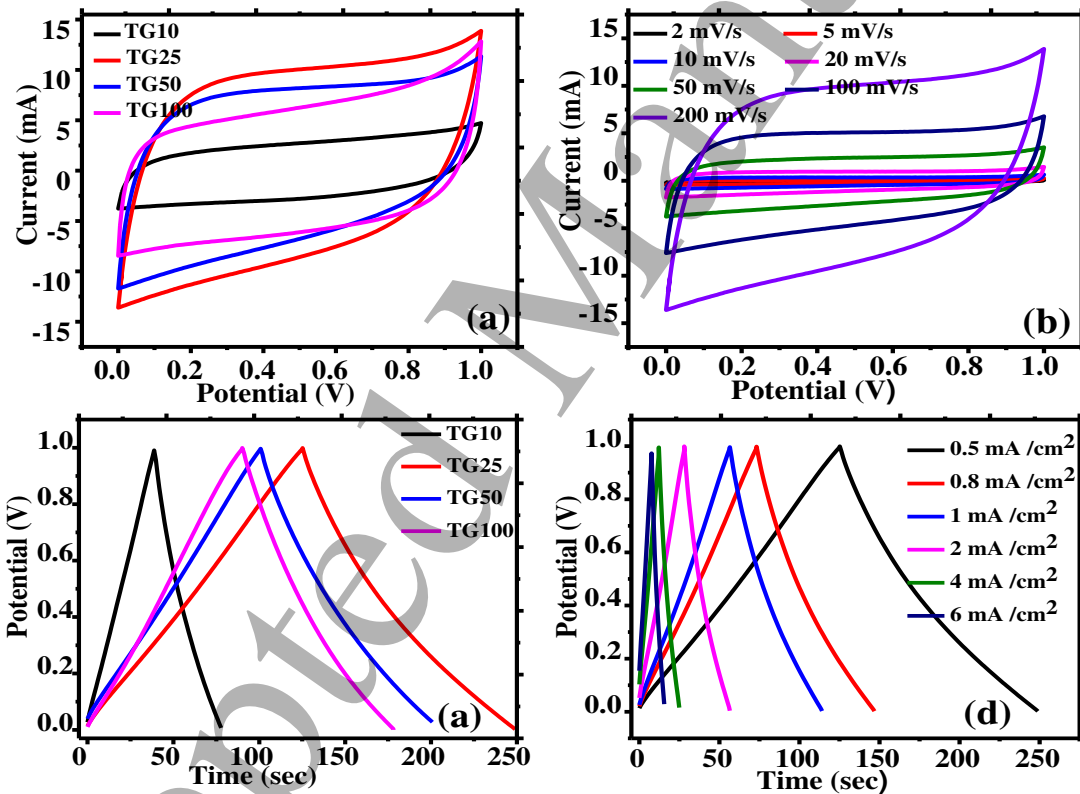 15
10
5
0
-5
-10
-15
Current (mA)
TG10
TG25
TG50
TG100
(a)
0.0 0.2 0.4 0.6 0.8 1.0
Potential (V)
15
10
5
0
-5
-10
-15
Current (mA)
2 mV/s 5 mV/s
10 mV/s 20 mV/s
50 mV/s 100 mV/s
200 mV/s
(b)
0.0 0.2 0.4 0.6 0.8 1.0
Potential (V)
1.0
0.8
0.6
0.4
0.2
0.0
Potential (V)
TG10
TG25
TG50
TG100
(a)
0 50 100 150 200 250
Time (sec)
1.0
0.8
0.6
0.4
0.2
0.0
Potential (V)
0.5 mA /cm2
0.8 mA /cm2
1 mA /cm2
2 mA /cm2
4 mA /cm2
6 mA /cm2
(d)
0 50 100 150 200 250
Time (sec)
pted Man